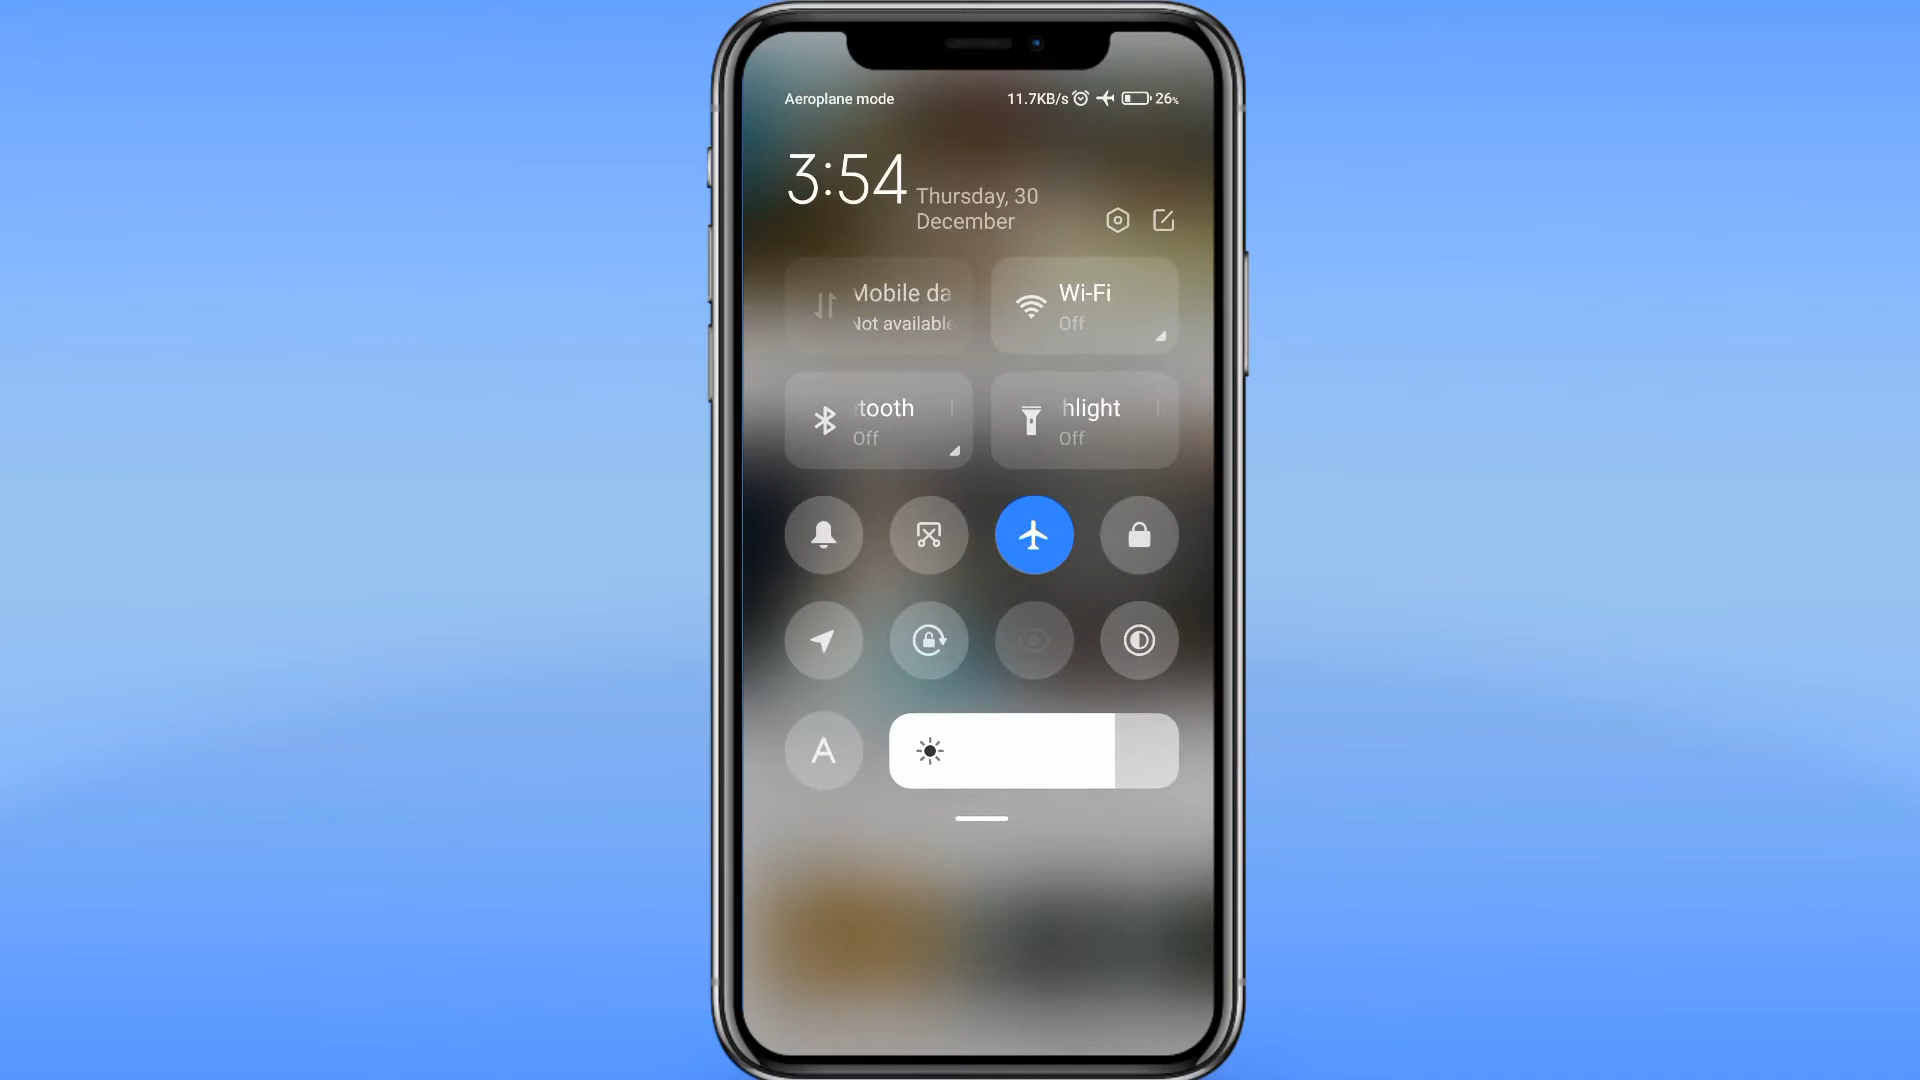 Aeroplane mode 11.7KB/s 26%
3:54 Thursday, 30
December
Mobile da
Not available
Wi-Fi
Off
tooth
Off
hlight
Off
A